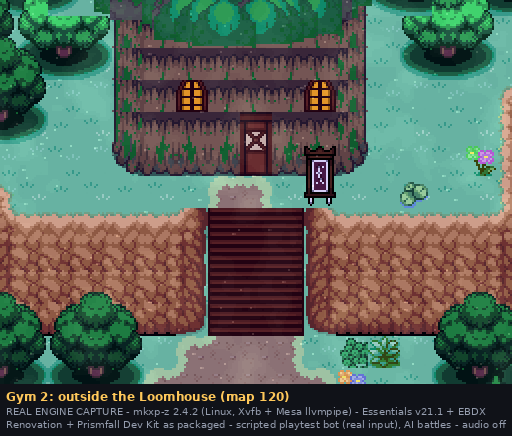 Gym 2: outside the Loomhouse (map 120)
REAL ENGINE CAPTURE - mkxp-z 2.4.2 (Linux, Xvfb + Mesa llvmpipe) - Essentials v21.1 + EBDX
Renovation + Prismfall Dev Kit as packaged - scripted playtest bot (real input), AI battles - audio off